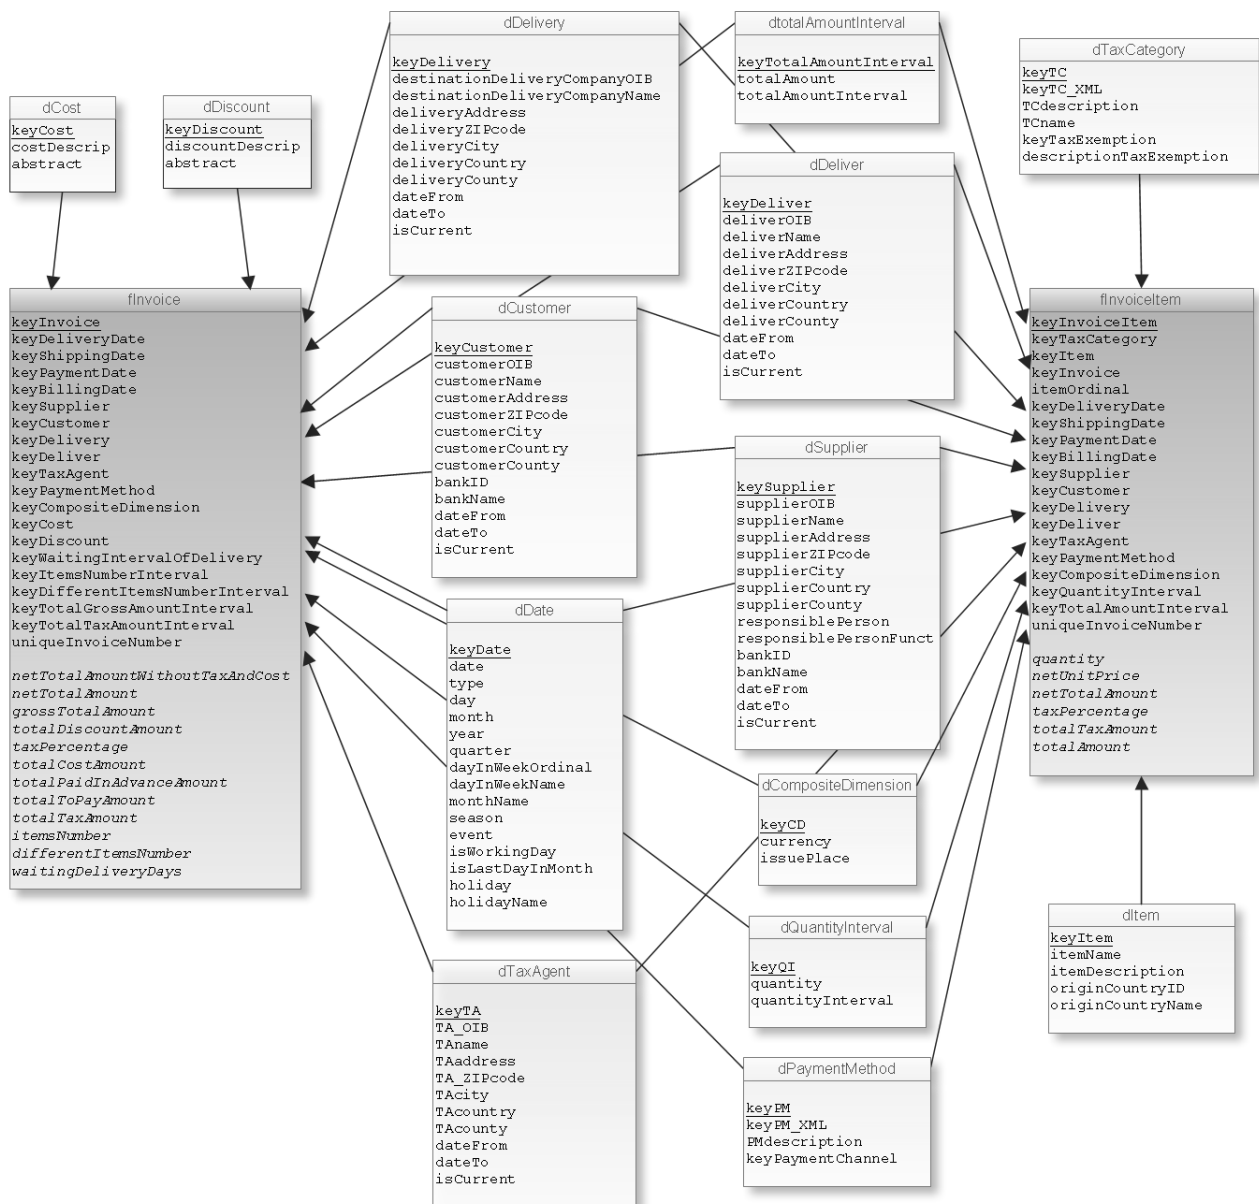 dCost
keyCost
costDescrip
abstract
dDiscount
keyDiscount
discountDescrip
abstract
dDelivery
keyDelivery
destinationDeliveryCompanyOIB
destinationDeliveryCompanyName
deliveryAddress
deliveryZIPcode
deliveryCity
deliveryCountry
deliveryCounty
dateFrom
dateTo
isCurrent
dtotalAmountInterval
keyTotalAmountInterval
totalAmount
totalAmountInterval
dTaxCategory
keyTC
keyTC_XML
TCdescription
TCname
keyTaxExemption
descriptionTaxExemption
dDeliver
keyDeliver
deliverOIB
deliverName
deliverAddress
deliverZIPcode
deliverCity
deliverCountry
deliverCounty
dateFrom
dateTo
isCurrent
fInvoice
keyInvoice
keyDeliveryDate
keyShippingDate
keyPaymentDate
keyBillingDate
keySupplier
keyCustomer
keyDelivery
keyDeliver
keyTaxAgent
keyPaymentMethod
keyCompositeDimension
keyCost
keyDiscount
keyWaitingIntervalOfDelivery
keyItemsNumberInterval
keyDifferentItemsNumberInterval
keyTotalGrossAmountInterval
keyTotalTaxAmountInterval
uniqueInvoiceNumber
netTotalAmountWithoutTaxAndCost
netTotalAmount
grossTotalAmount
totalDiscountAmount
taxPercentage
totalCostAmount
totalPaidInAdvanceAmount
totalToPayAmount
totalTaxAmount
itemsNumber
differentItemsNumber
waitingDeliveryDays
dCustomer
keyCustomer
customerOIB
customerName
customerAddress
customerZIPcode
customerCity
customerCountry
customerCounty
bankID
bankName
dateFrom
dateTo
isCurrent
fInvoiceItem
keyInvoiceItem
keyTaxCategory
keyItem
keyInvoice
itemOrdinal
keyDeliveryDate
keyShippingDate
keyPaymentDate
keyBillingDate
keySupplier
keyCustomer
keyDelivery
keyDeliver
keyTaxAgent
keyPaymentMethod
keyCompositeDimension
keyQuantityInterval
keyTotalAmountInterval
uniqueInvoiceNumber
quantity
netUnitPrice
netTotalAmount
taxPercentage
totalTaxAmount
totalAmount
dSupplier
keySupplier
supplierOIB
supplierName
supplierAddress
supplierZIPcode
supplierCity
supplierCountry
supplierCounty
responsiblePerson
responsiblePersonFunct
bankID
bankName
dateFrom
dateTo
isCurrent
dDate
keyDate
date
type
day
month
year
quarter
dayInWeekOrdinal
dayInWeekName
monthName
season
event
isWorkingDay
isLastDayInMonth
holiday
holidayName
dCompositeDimension
keyCD
currency
issuePlace
dQuantityInterval
keyQI
quantity
quantityInterval
dItem
keyItem
itemName
itemDescription
originCountryID
originCountryName
dTaxAgent
keyTA
TA_OIB
TAname
TAaddress
TA_ZIPcode
TAcity
TAcountry
TAcounty
dateFrom
dateTo
isCurrent
dPaymentMethod
keyPM
keyPM_XML
PMdescription
keyPaymentChannel